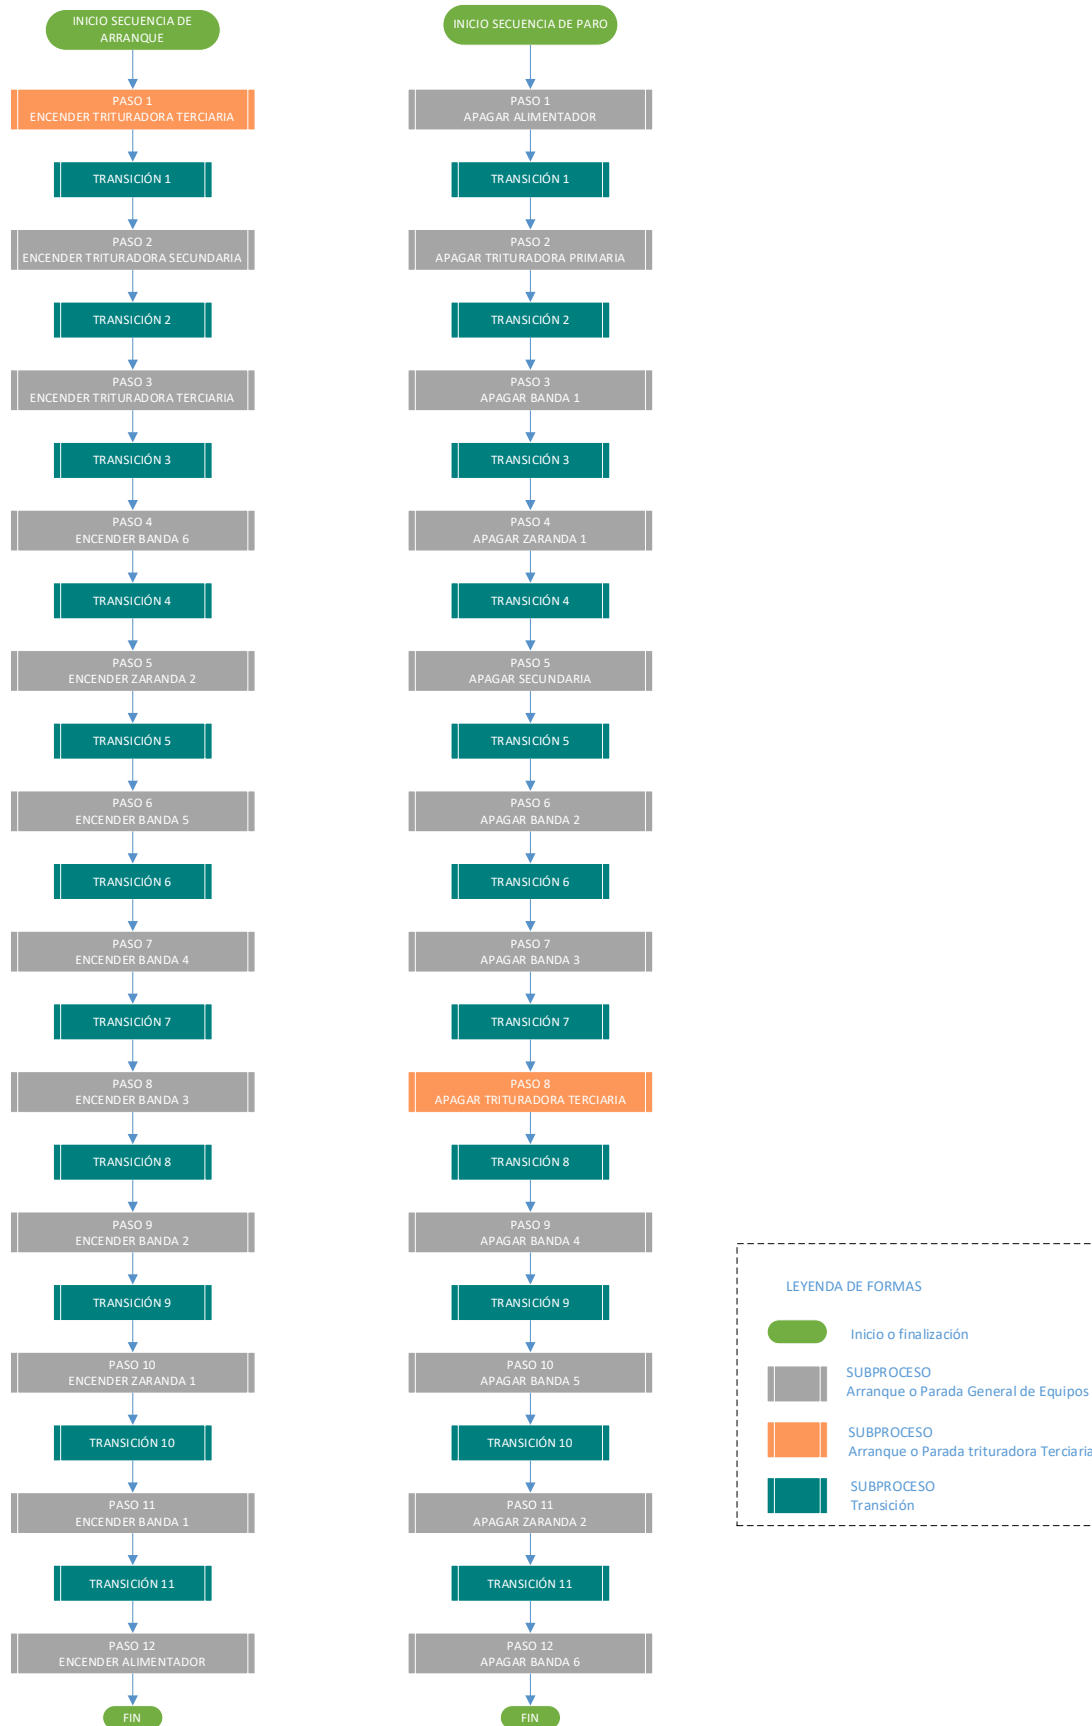 INICIO SECUENCIA DE
ARRANQUE
PASO 1
ENCENDER TRITURADORA TERCIARIA
TRANSICIÓN 1
PASO 2
ENCENDER TRITURADORA SECUNDARIA
TRANSICIÓN 2
PASO 3
ENCENDER TRITURADORA TERCIARIA
TRANSICIÓN 3
PASO 4
ENCENDER BANDA 6
TRANSICIÓN 4
PASO 5
ENCENDER ZARANDA 2
TRANSICIÓN 5
PASO 6
ENCENDER BANDA 5
TRANSICIÓN 6
PASO 7
ENCENDER BANDA 4
TRANSICIÓN 7
PASO 8
ENCENDER BANDA 3
TRANSICIÓN 8
PASO 9
ENCENDER BANDA 2
TRANSICIÓN 9
PASO 10
ENCENDER ZARANDA 1
TRANSICIÓN 10
PASO 11
ENCENDER BANDA 1
TRANSICIÓN 11
PASO 12
ENCENDER ALIMENTADOR
FIN
INICIO SECUENCIA DE PARO
PASO 1
APAGAR ALIMENTADOR
TRANSICIÓN 1
PASO 2
APAGAR TRITURADORA PRIMARIA
TRANSICIÓN 2
PASO 3
APAGAR BANDA 1
TRANSICIÓN 3
PASO 4
APAGAR ZARANDA 1
TRANSICIÓN 4
PASO 5
APAGAR SECUNDARIA
TRANSICIÓN 5
PASO 6
APAGAR BANDA 2
TRANSICIÓN 6
PASO 7
APAGAR BANDA 3
TRANSICIÓN 7
PASO 8
APAGAR TRITURADORA TERCIARIA
TRANSICIÓN 8
PASO 9
APAGAR BANDA 4
TRANSICIÓN 9
PASO 10
APAGAR BANDA 5
TRANSICIÓN 10
PASO 11
APAGAR ZARANDA 2
TRANSICIÓN 11
PASO 12
APAGAR BANDA 6
FIN
LEYENDA DE FORMAS
Inicio o finalización
SUBPROCESO
Arranque o Parada General de Equipos
SUBPROCESO
Arranque o Parada trituradora Terciaria
SUBPROCESO
Transición